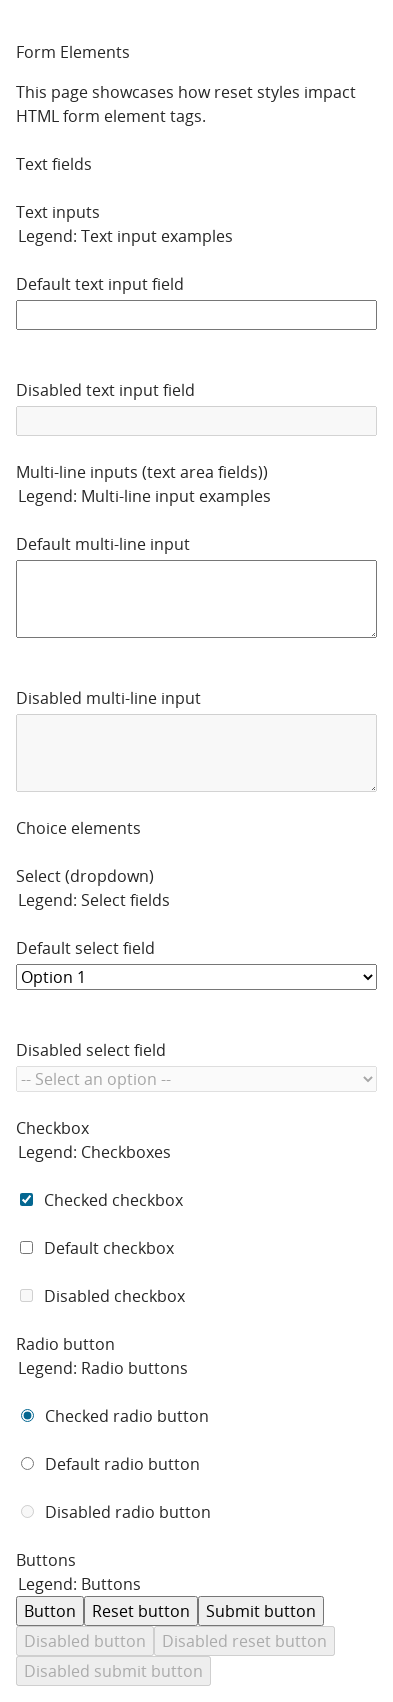 Form Elements
This page showcases how reset styles impact
HTML form element tags.
Text fields
Text inputs
Legend: Text input examples
Default text input field
Disabled text input field
Multi-line inputs (text area fields))
Legend: Multi-line input examples
Default multi-line input
Disabled multi-line input
Choice elements
Select (dropdown)
Legend: Select fields
Default select field
Option 1
Disabled select field
-- Select an option --
Checkbox
Legend: Checkboxes
Checked checkbox
Default checkbox
Disabled checkbox
Radio button
Legend: Radio buttons
Checked radio button
Default radio button
Disabled radio button
Buttons
Legend: Buttons
Button Reset button Submit button
Disabled button Disabled reset button
Disabled submit button